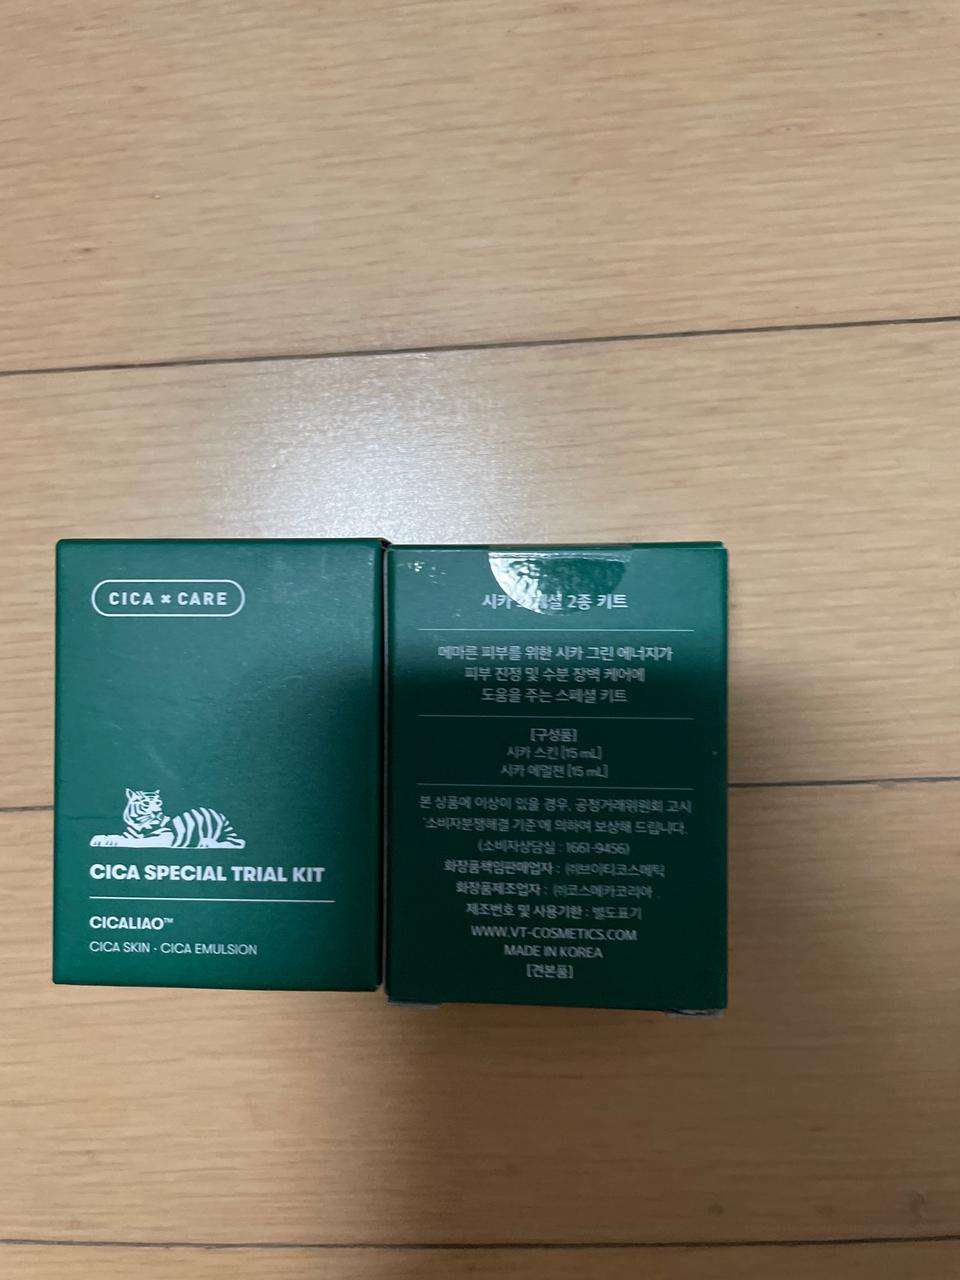 CICA × CARE
CICA SPECIAL TRIAL KIT
CICALIAO™
CICA SKIN · CICA EMULSION
시카 스페셜 2종 키트
메마른 피부를 위한 시카 그린 에너지가
피부 진정 및 수분 장벽 케어에
도움을 주는 스페셜 키트
[구성품]
시카 스킨 [15 mL]
시카 에멀전 [15 mL]
본 상품에 이상이 있을 경우, 공정거래위원회 고시
'소비자분쟁해결 기준'에 의하여 보상해 드립니다.
(소비자상담실 : 1661-9456)
화장품책임판매업자 : ㈜브이티코스메틱
화장품제조업자 : ㈜코스메카코리아
제조번호 및 사용기한 : 별도표기
WWW.VT-COSMETICS.COM
MADE IN KOREA
[견본품]